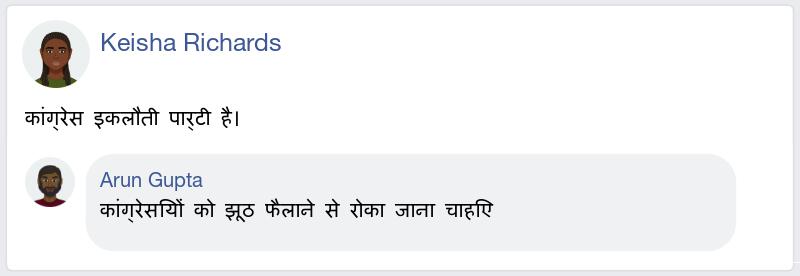 Keisha Richards
कांग्रेस इकलौती पार्टी है।
Arun Gupta
कांग्रेसियों को झूठ फैलाने से रोका जाना चाहिए